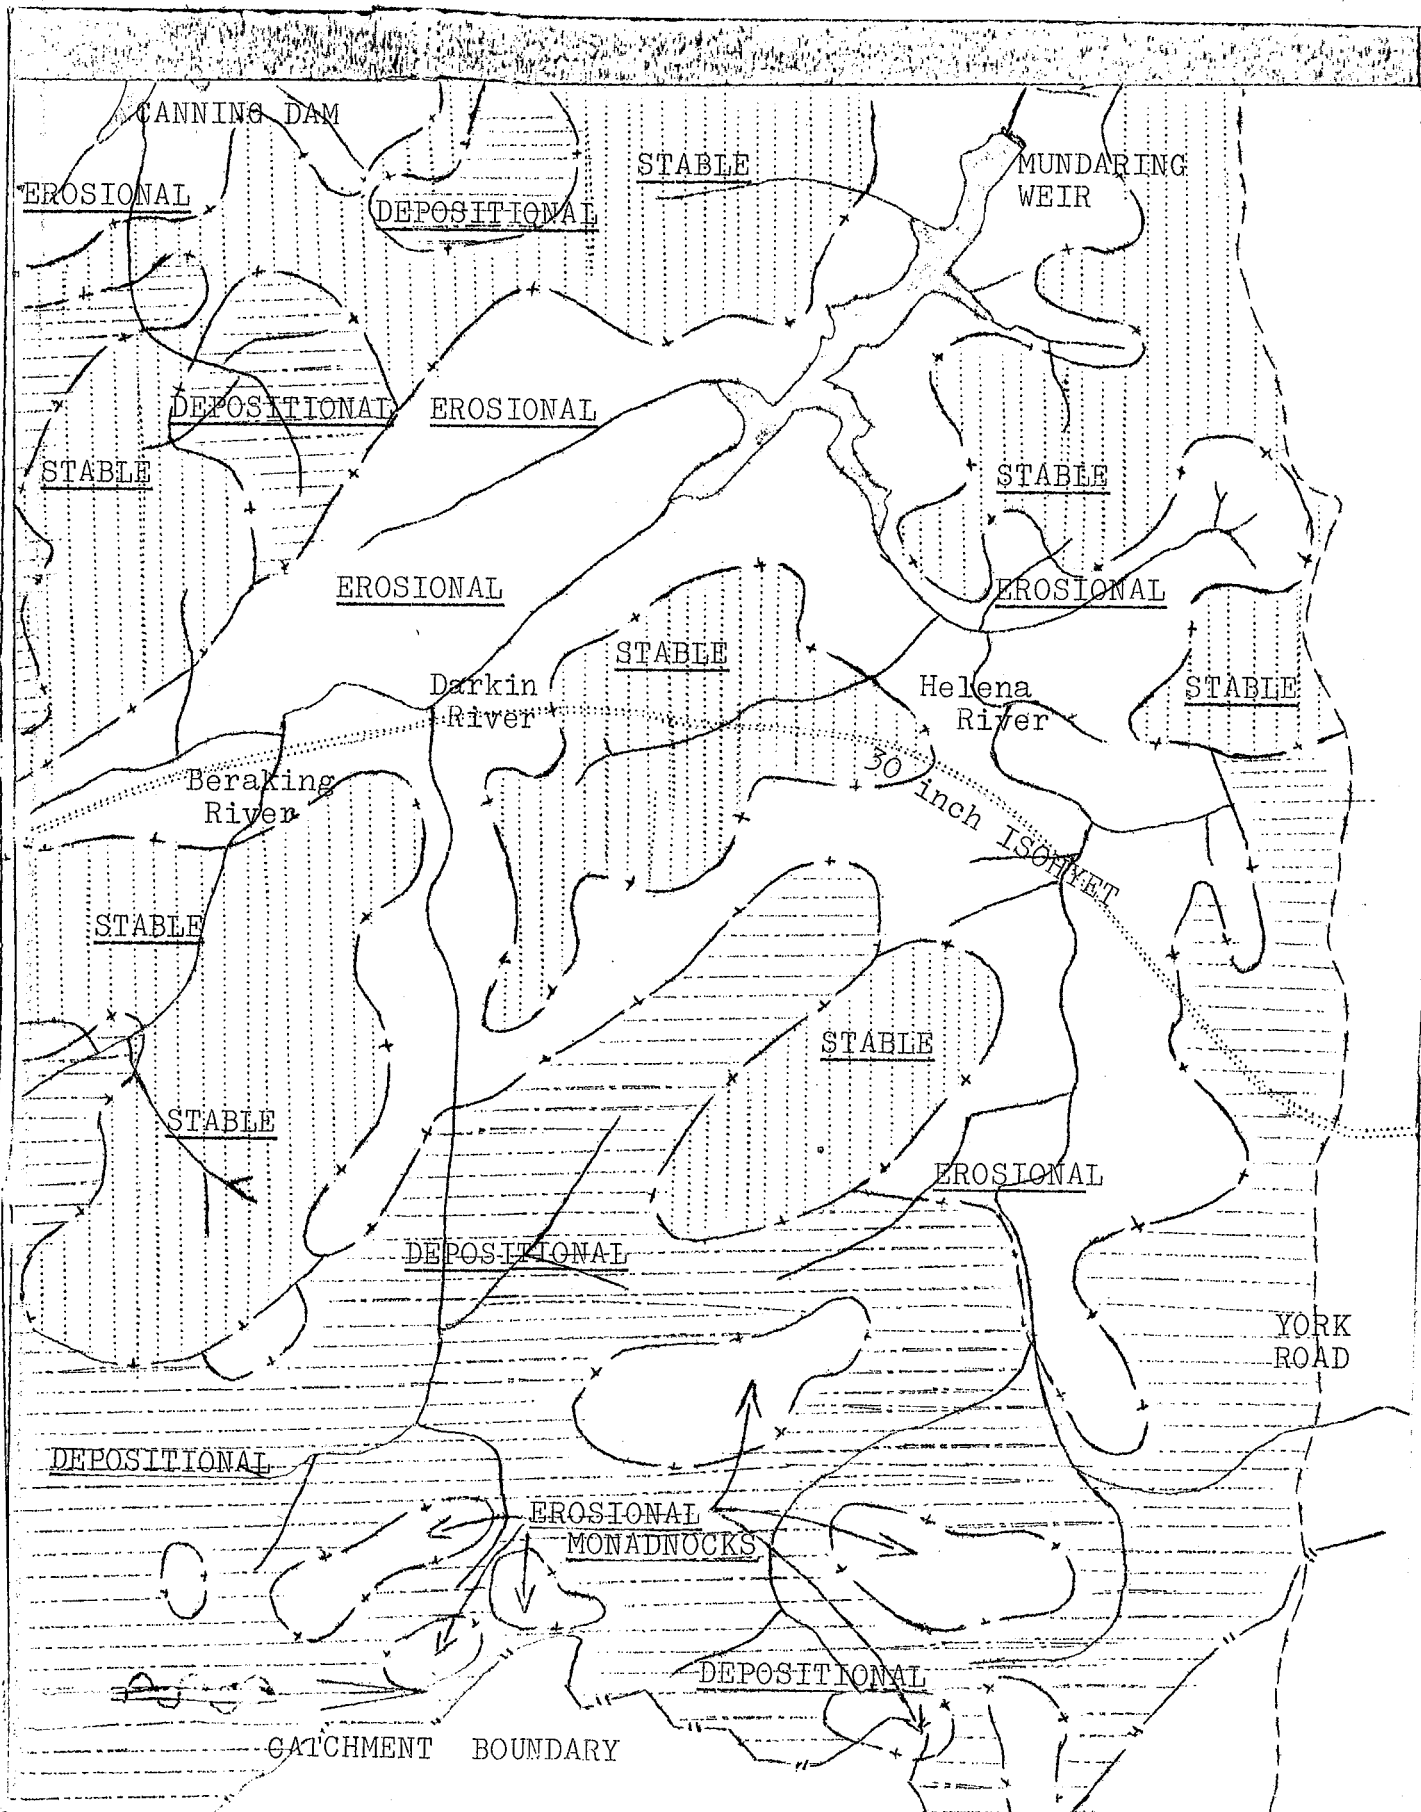 CANNING DAM
STABLE
MUNDARING
WEIR
EROSIONAL
DEPOSITIONAL
DEPOSITIONAL
EROSIONAL
STABLE
STABLE
EROSIONAL
EROSIONAL
STABLE
Darkin
River
Helena
River
STABLE
Beraking
River
30 inch ISOHYET
STABLE
STABLE
STABLE
EROSIONAL
DEPOSITIONAL
YORK
ROAD
DEPOSITIONAL
EROSIONAL
MONADNOCKS
DEPOSITIONAL
CATCHMENT BOUNDARY